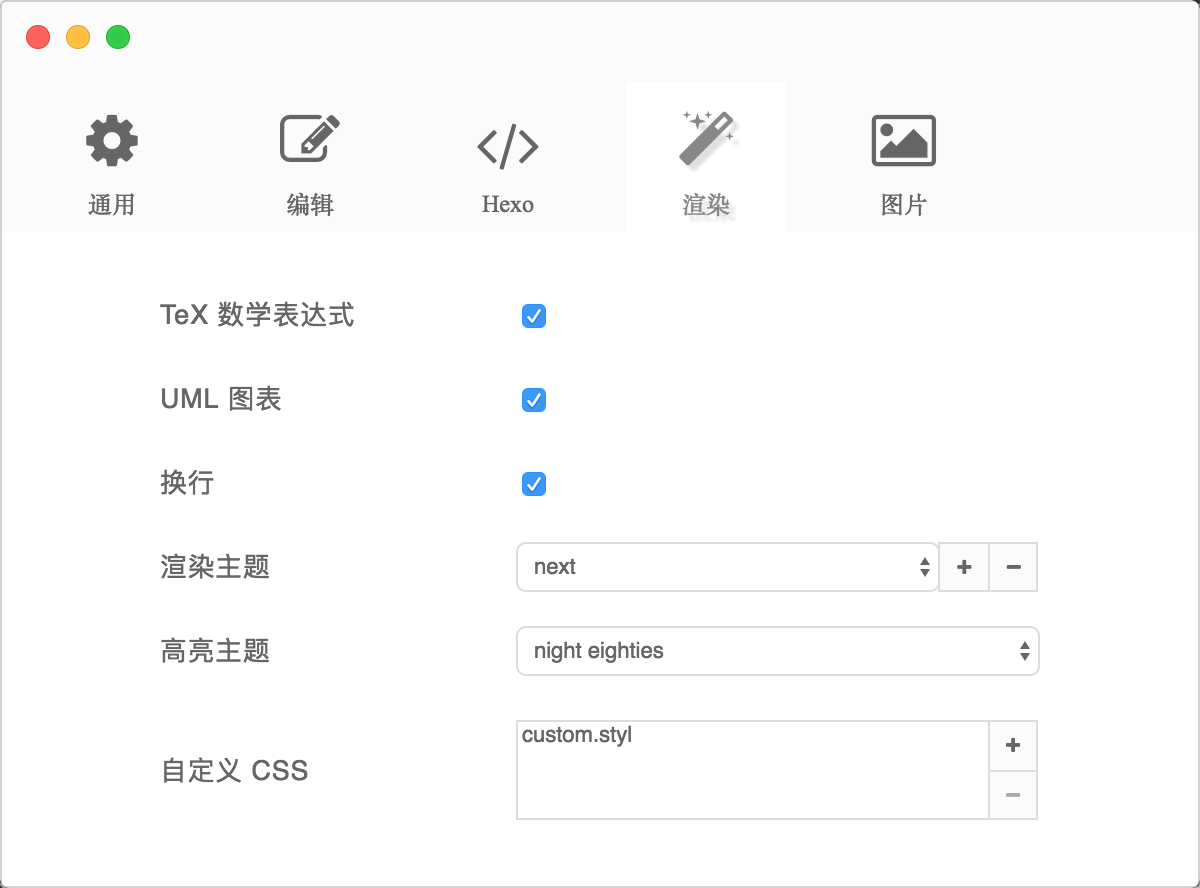 通用
编辑
Hexo
渲染
图片
TeX 数学表达式
UML 图表
换行
渲染主题
next
高亮主题
night eighties
custom.styl
自定义 CSS